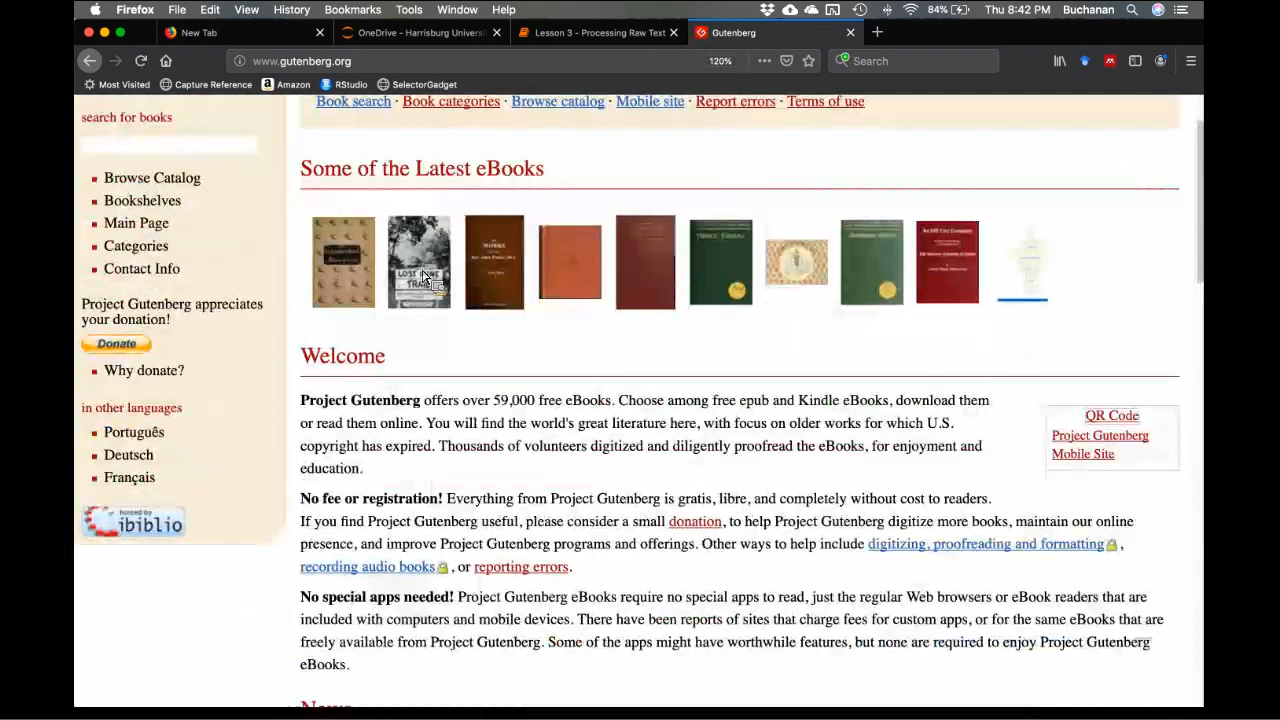 Firefox File Edit View History Bookmarks Tools Window Help 84% Thu 8:42 PM Buchanan
New Tab OneDrive - Harrisburg Universi Lesson 3 - Processing Raw Text Gutenberg
www.gutenberg.org 120% Search
Most Visited Capture Reference Amazon RStudio SelectorGadget
Book search · Book categories · Browse catalog · Mobile site · Report errors · Terms of use
search for books
Browse Catalog
Bookshelves
Main Page
Categories
Contact Info
Project Gutenberg appreciates
your donation!
Donate
Why donate?
in other languages
Português
Deutsch
Français
hosted by
ibiblio
Some of the Latest eBooks
LOST MINE
TRAIL
Welcome
Project Gutenberg offers over 59,000 free eBooks. Choose among free epub and Kindle eBooks, download them
or read them online. You will find the world's great literature here, with focus on older works for which U.S.
copyright has expired. Thousands of volunteers digitized and diligently proofread the eBooks, for enjoyment and
education.
QR Code
Project Gutenberg
Mobile Site
No fee or registration! Everything from Project Gutenberg is gratis, libre, and completely without cost to readers.
If you find Project Gutenberg useful, please consider a small donation, to help Project Gutenberg digitize more books, maintain our online
presence, and improve Project Gutenberg programs and offerings. Other ways to help include digitizing, proofreading and formatting ,
recording audio books , or reporting errors.
No special apps needed! Project Gutenberg eBooks require no special apps to read, just the regular Web browsers or eBook readers that are
included with computers and mobile devices. There have been reports of sites that charge fees for custom apps, or for the same eBooks that are
freely available from Project Gutenberg. Some of the apps might have worthwhile features, but none are required to enjoy Project Gutenberg
eBooks.
News